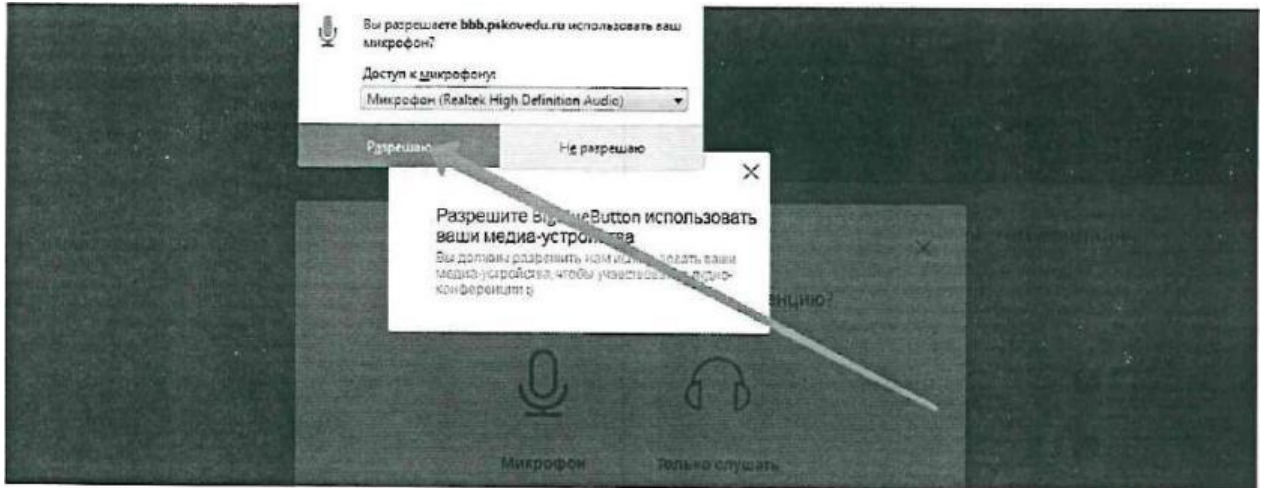 Вы разрешаете bbb.pskovedu.ru использовать ваш
микрофон?
Доступ к микрофону:
Микрофон (Realtek High Definition Audio)
Разрешаю
Не разрешаю
Разрешите BigBlueButton использовать
ваши медиа-устройства
Вы должны разрешить нам использовать ваши
медиа-устройства, чтобы участвовать в аудио-
конференции :)
Микрофон
Только слушать